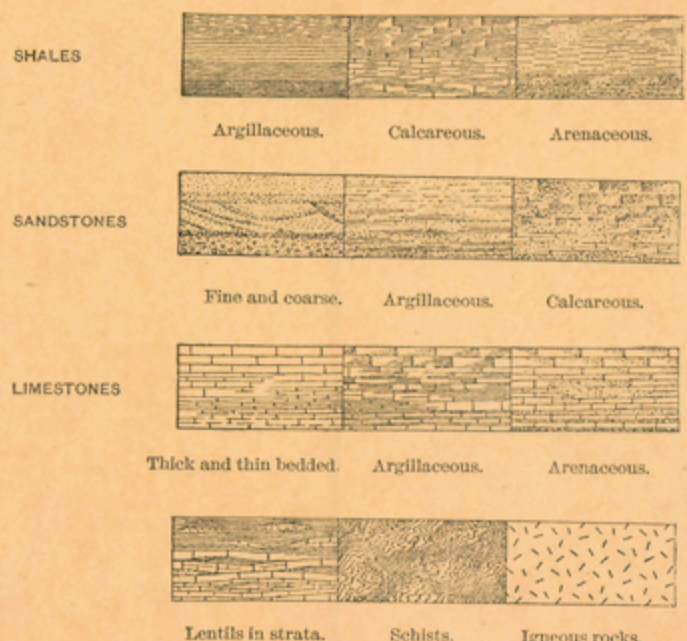 SHALES
Argillaceous. Calcareous. Arenaceous.
SANDSTONES
Fine and coarse. Argillaceous. Calcareous.
LIMESTONES
Thick and thin bedded. Argillaceous. Arenaceous.
Lentils in strata. Schists. Igneous rocks.